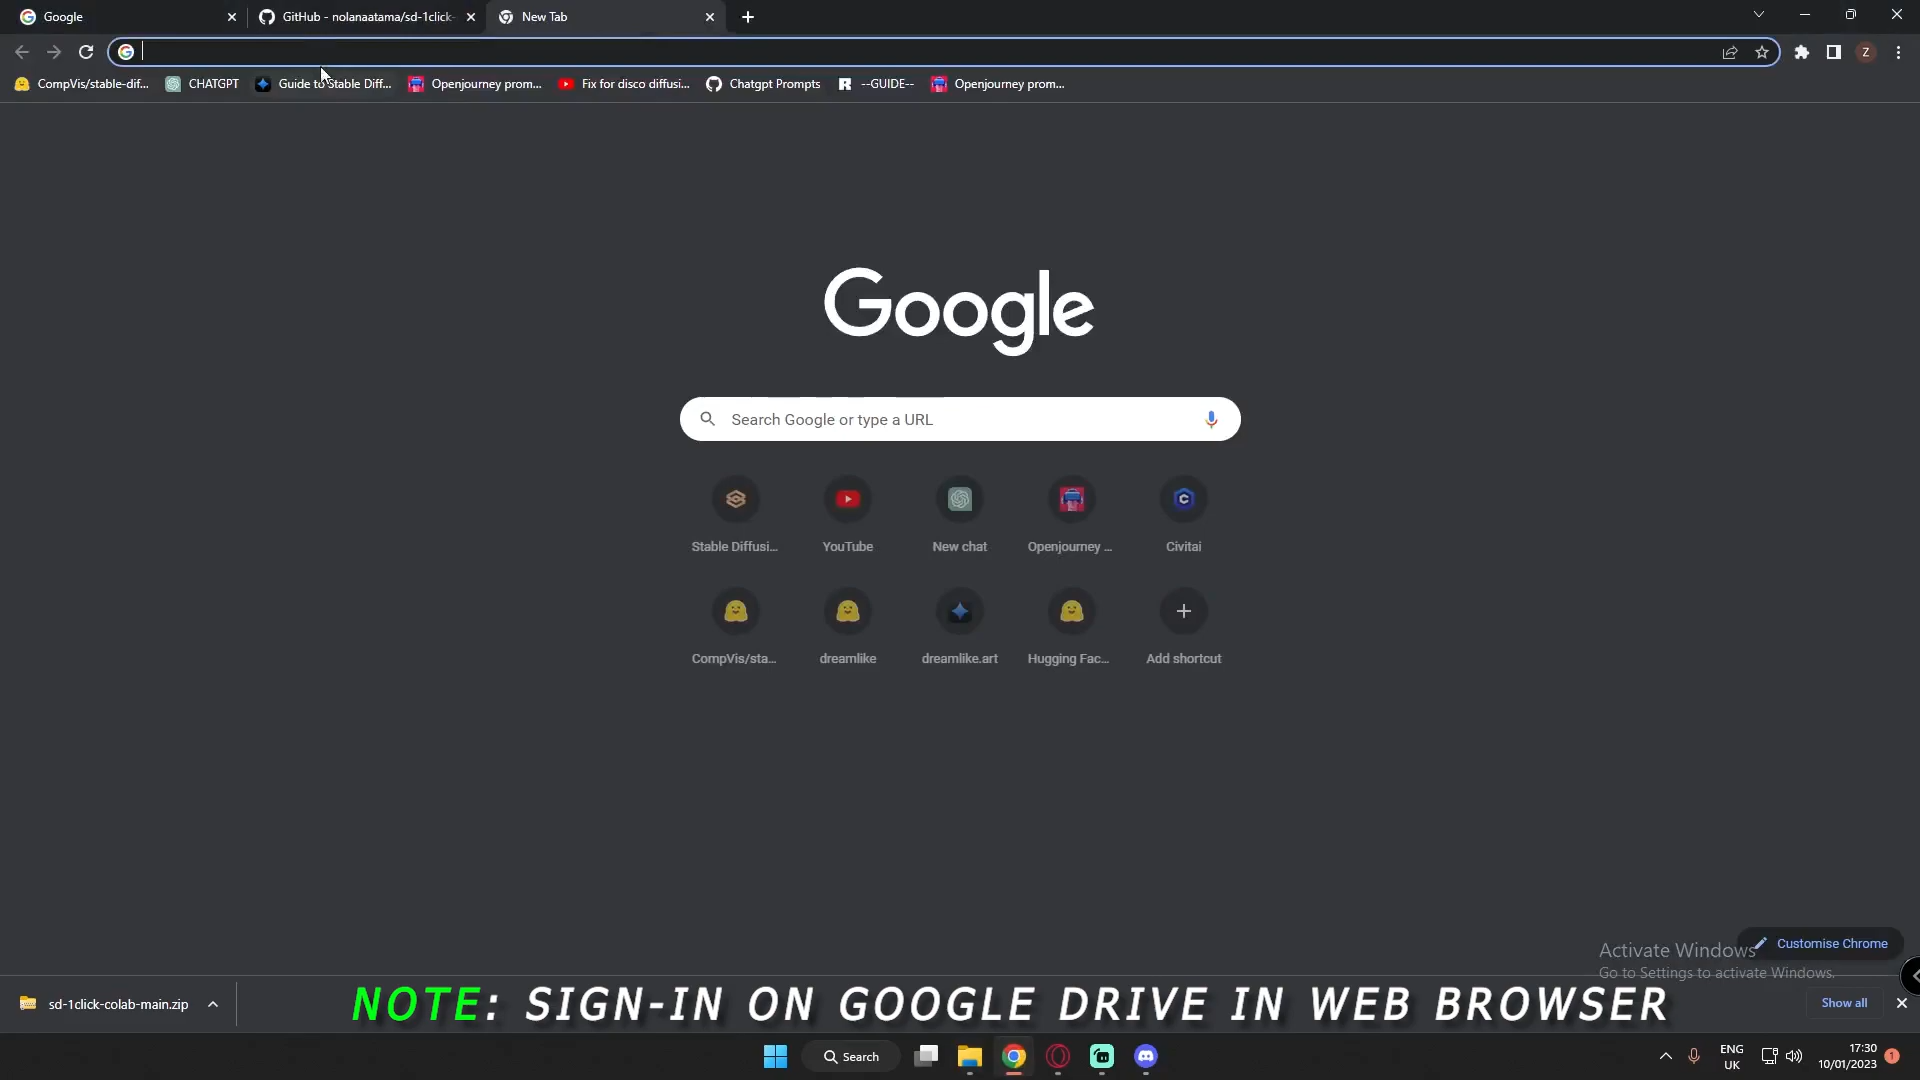 Google
GitHub - nolanaatama/sd-1click-
New Tab
CompVis/stable-dif...
CHATGPT
Guide to Stable Diff...
Openjourney prom...
Fix for disco diffusi...
Chatgpt Prompts
--GUIDE--
Openjourney prom...
Z
Google
Search Google or type a URL
Stable Diffusi...
YouTube
New chat
Openjourney ...
Civitai
CompVis/sta...
dreamlike
dreamlike.art
Hugging Fac...
Add shortcut
Activate Windows
Go to Settings to activate Windows.
Customise Chrome
sd-1click-colab-main.zip
NOTE: SIGN-IN ON GOOGLE DRIVE IN WEB BROWSER
Show all
Search
ENG
UK
17:30
10/01/2023
1